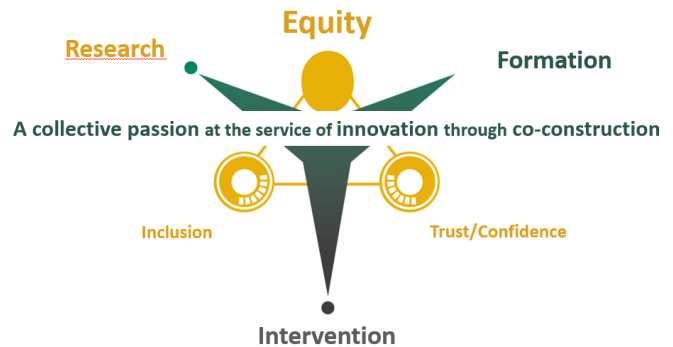 Equity
Research
Formation
A collective passion at the service of innovation through co-construction
Inclusion
Trust/Confidence
Intervention